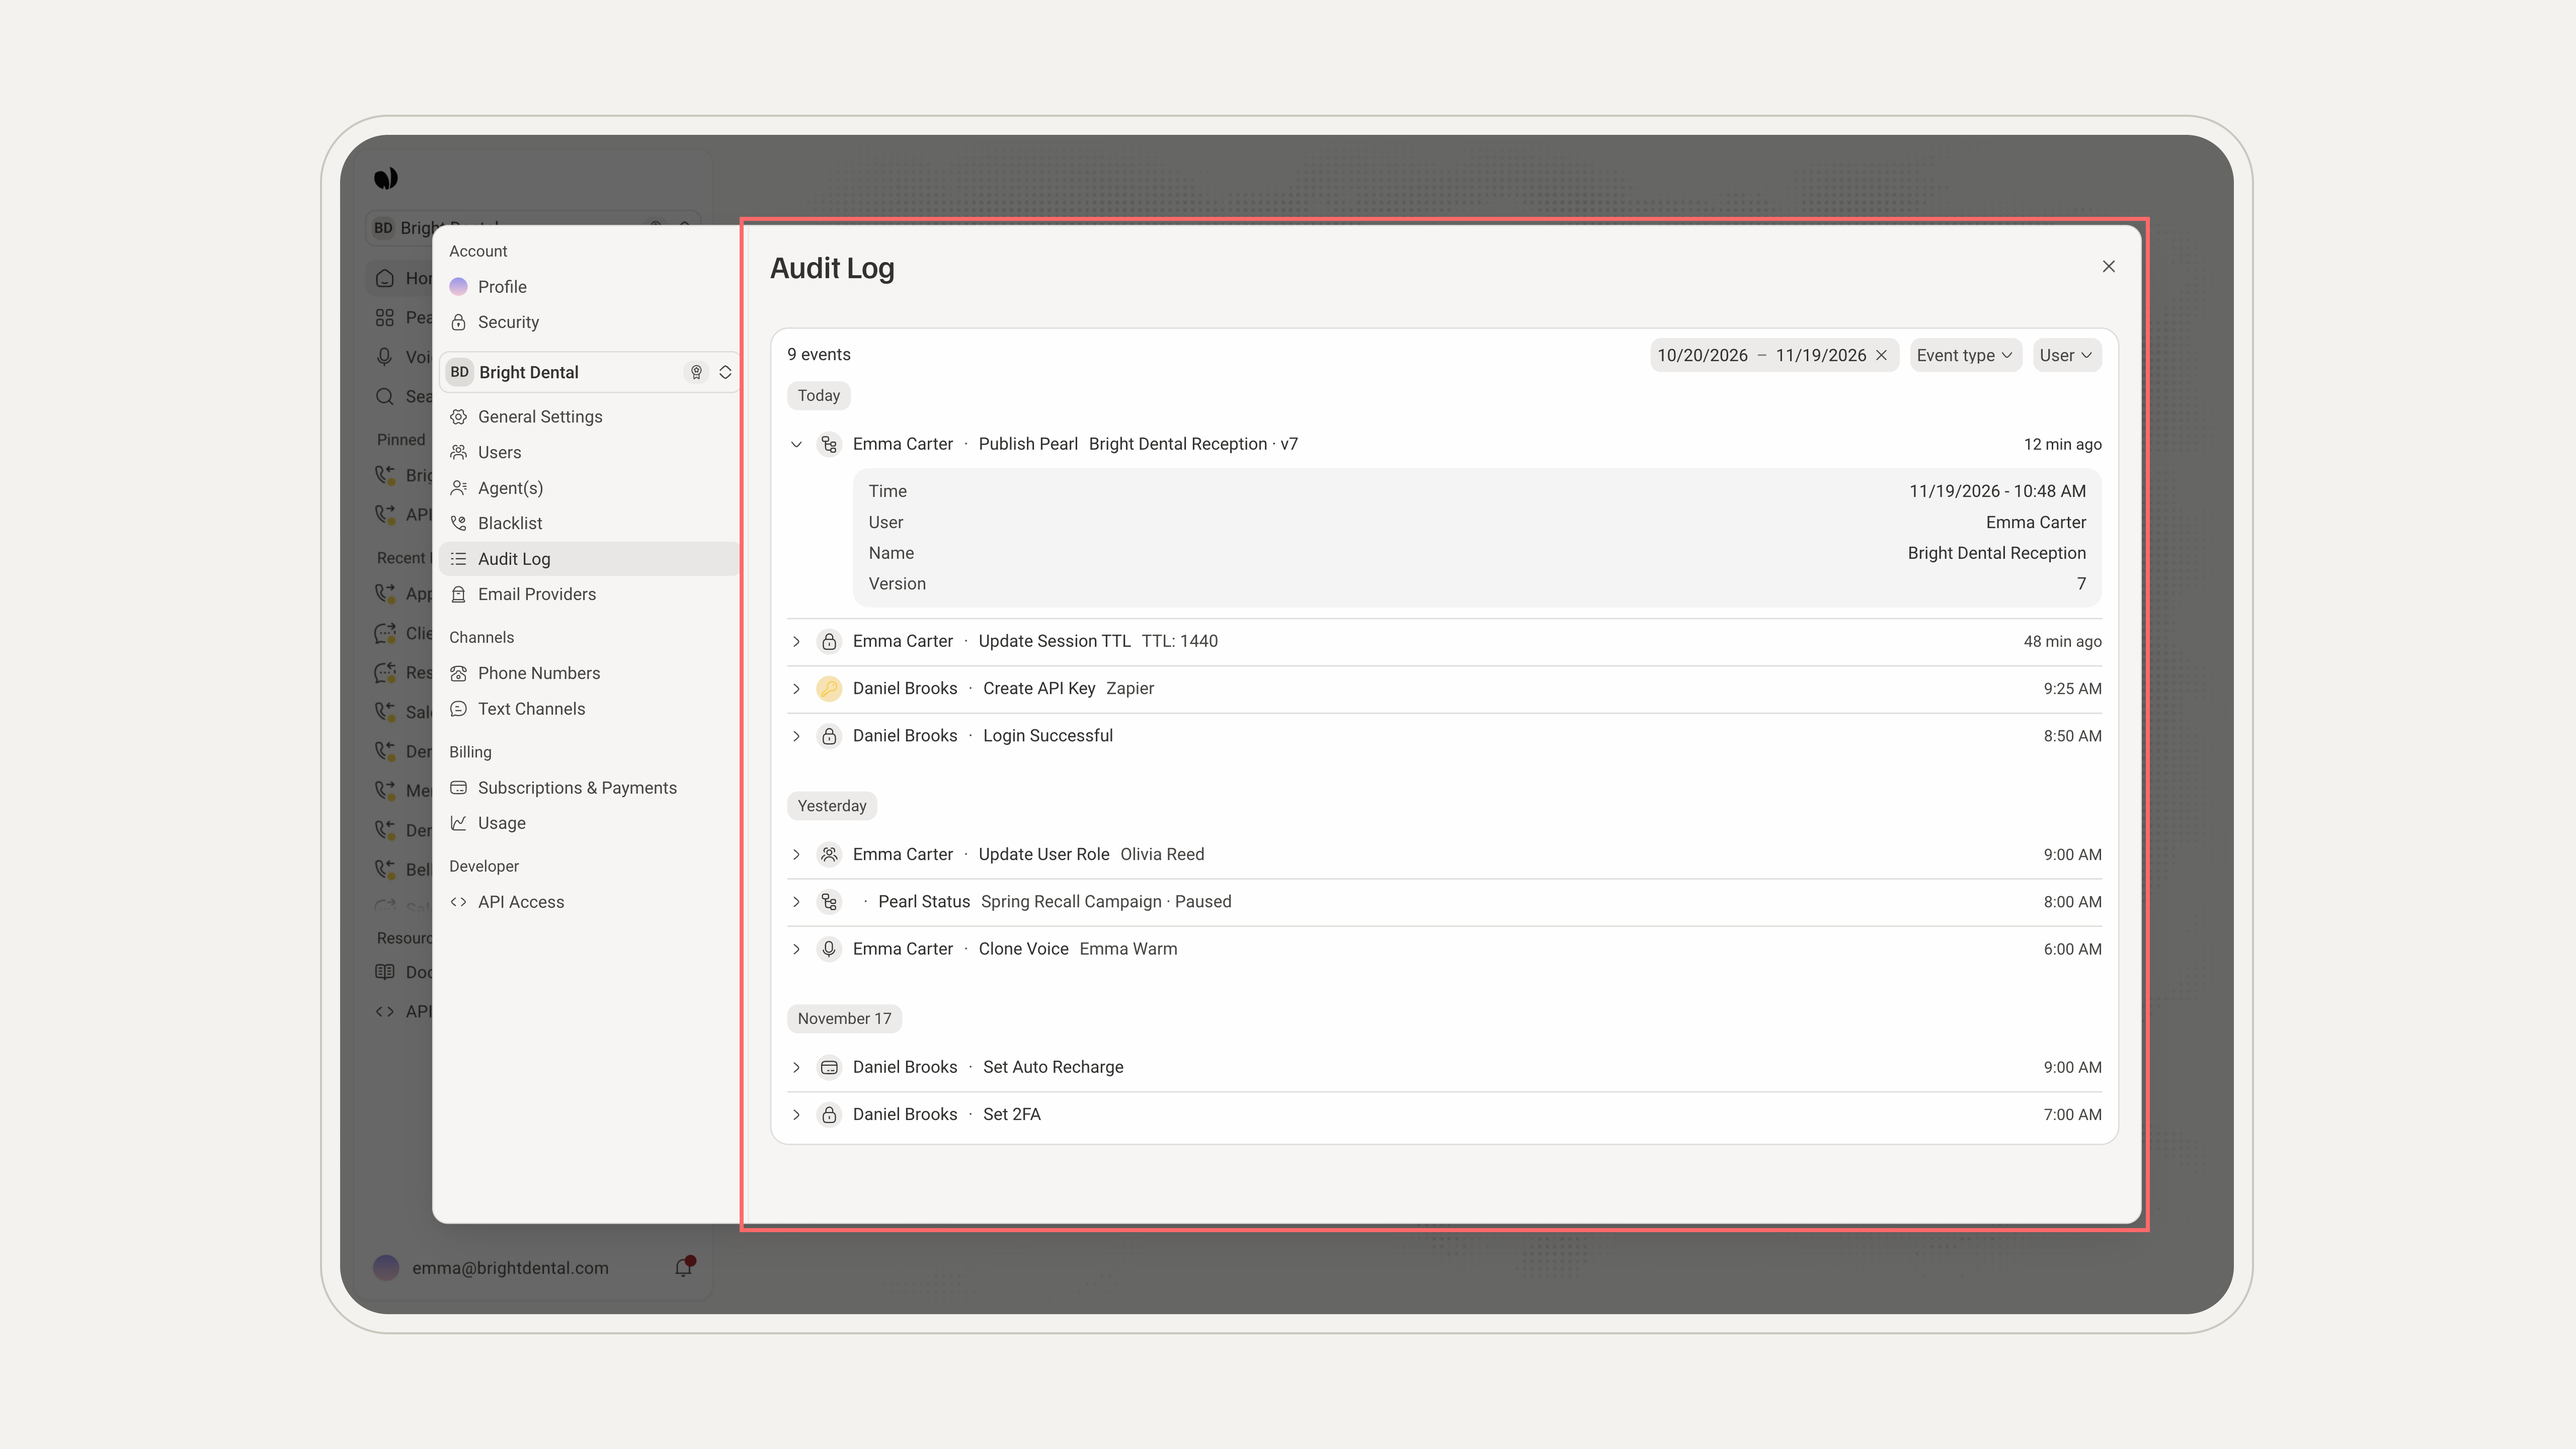 BD
Account
Profile
Security
BD Bright Dental
General Settings
Users
Agent(s)
Blacklist
Audit Log
Email Providers
Channels
Phone Numbers
Text Channels
Billing
Subscriptions & Payments
Usage
Developer
API Access
Pinned
API
emma@brightdental.com
Audit Log
9 events
10/20/2026 – 11/19/2026
Event type
User
Today
Emma Carter · Publish Pearl Bright Dental Reception · v7 12 min ago
Time 11/19/2026 - 10:48 AM
User Emma Carter
Name Bright Dental Reception
Version 7
Emma Carter · Update Session TTL TTL: 1440 48 min ago
Daniel Brooks · Create API Key Zapier 9:25 AM
Daniel Brooks · Login Successful 8:50 AM
Yesterday
Emma Carter · Update User Role Olivia Reed 9:00 AM
· Pearl Status Spring Recall Campaign · Paused 8:00 AM
Emma Carter · Clone Voice Emma Warm 6:00 AM
November 17
Daniel Brooks · Set Auto Recharge 9:00 AM
Daniel Brooks · Set 2FA 7:00 AM